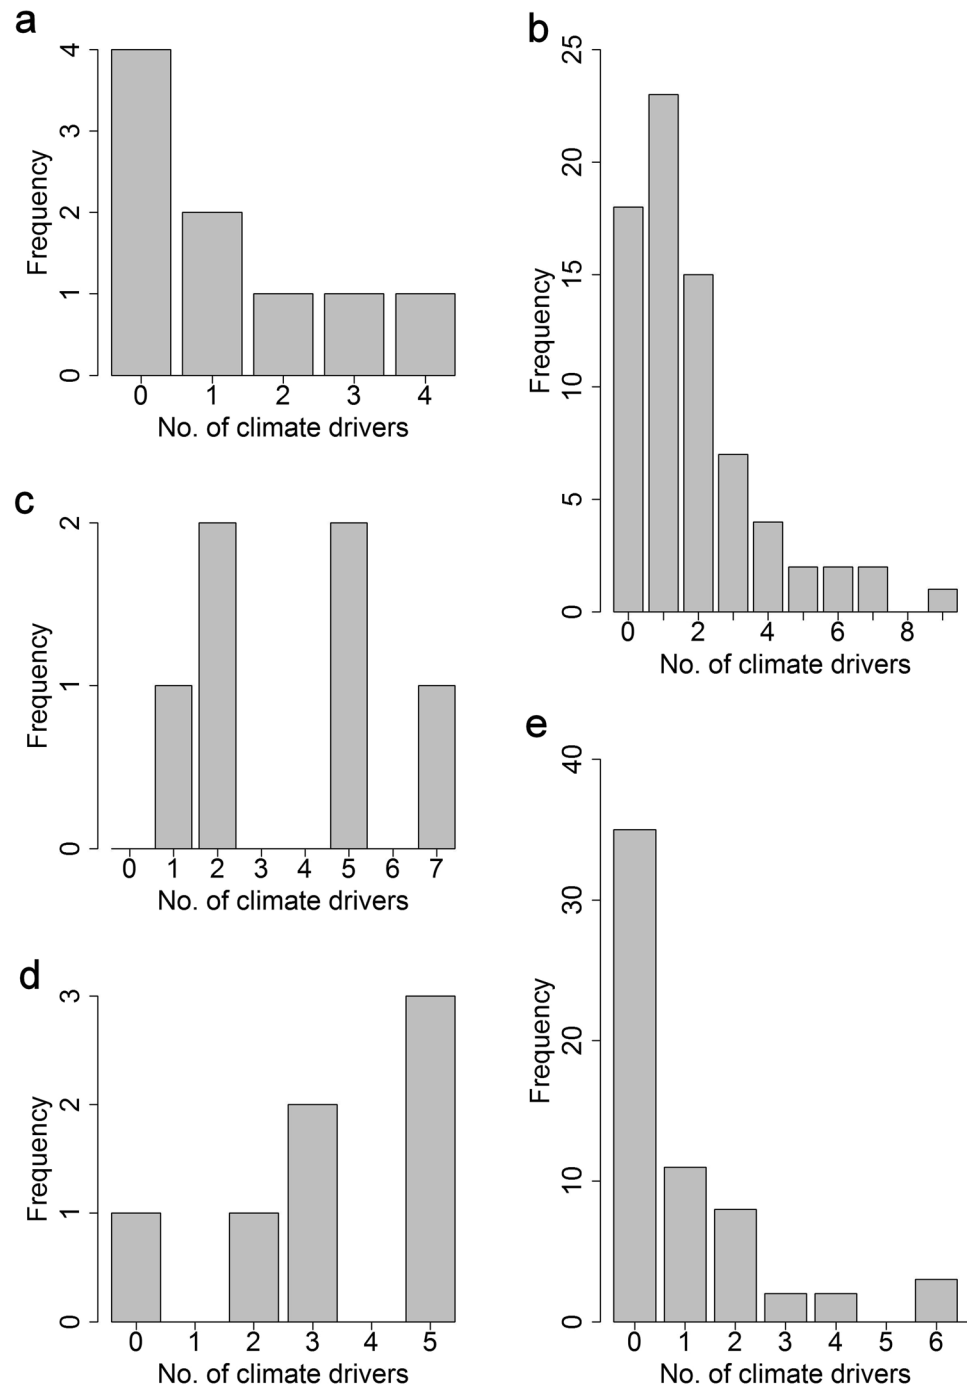 a
4
3
2
1
0
Frequency
0 1 2 3 4
No. of climate drivers
b
25
20
15
10
5
0
Frequency
0 2 4 6 8
No. of climate drivers
c
2
1
0
Frequency
0 1 2 3 4 5 6 7
No. of climate drivers
d
3
2
1
0
Frequency
0 1 2 3 4 5
No. of climate drivers
e
40
30
20
10
0
Frequency
0 1 2 3 4 5 6
No. of climate drivers